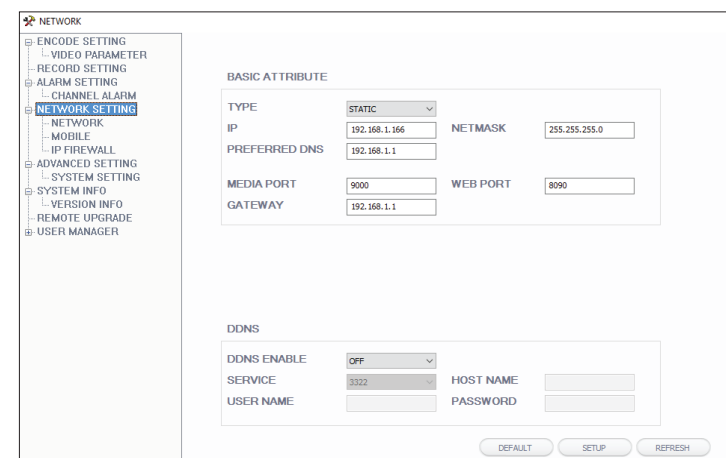 NETWORK
ENCODE SETTING
VIDEO PARAMETER
RECORD SETTING
ALARM SETTING
CHANNEL ALARM
NETWORK SETTING
NETWORK
MOBILE
IP FIREWALL
ADVANCED SETTING
SYSTEM SETTING
SYSTEM INFO
VERSION INFO
REMOTE UPGRADE
USER MANAGER
BASIC ATTRIBUTE
TYPE STATIC
IP 192.168.1.166 NETMASK 255.255.255.0
PREFERRED DNS 192.168.1.1
MEDIA PORT 9000 WEB PORT 8090
GATEWAY 192.168.1.1
DDNS
DDNS ENABLE OFF
SERVICE 3322 HOST NAME
USER NAME PASSWORD
DEFAULT SETUP REFRESH